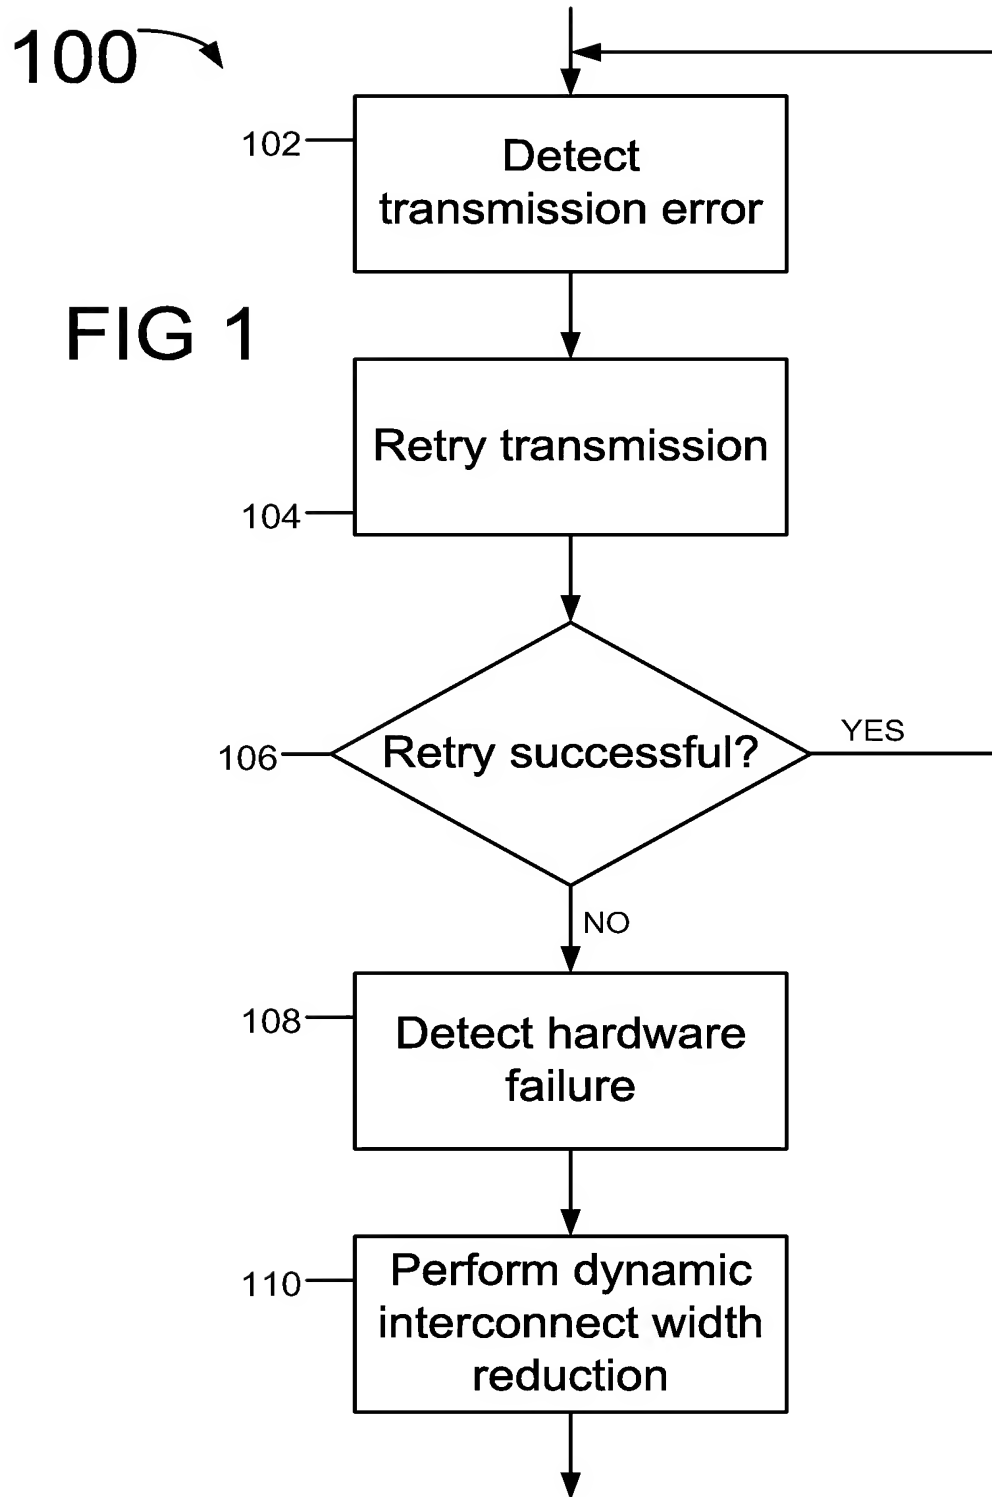 100
102
Detect
transmission error
FIG 1
Retry transmission
104
106
Retry successful?
YES
NO
108
Detect hardware
failure
110
Perform dynamic
interconnect width
reduction